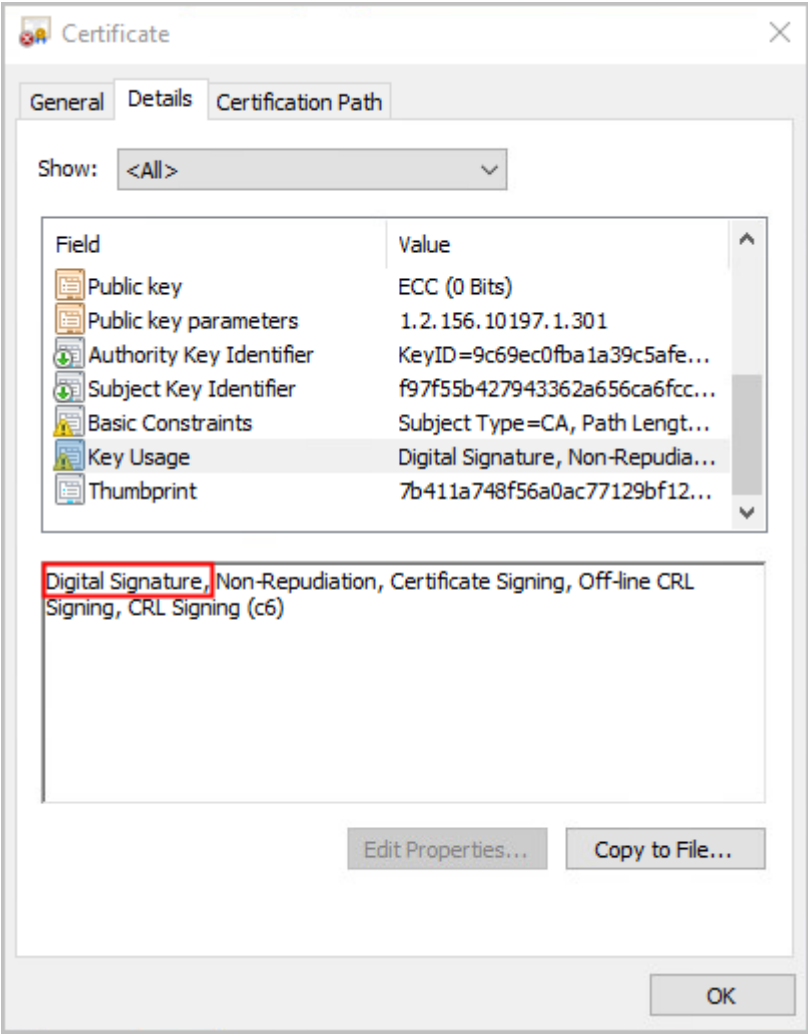 Certificate
General Details Certification Path
Show: <All>
Field Value
Public key ECC (0 Bits)
Public key parameters 1.2.156.10197.1.301
Authority Key Identifier KeyID=9c69ec0fba1a39c5afe...
Subject Key Identifier f97f55b427943362a656ca6fcc...
Basic Constraints Subject Type=CA, Path Lengt...
Key Usage Digital Signature, Non-Repudia...
Thumbprint 7b411a748f56a0ac77129bf12...
Digital Signature, Non-Repudiation, Certificate Signing, Off-line CRL
Signing, CRL Signing (c6)
Edit Properties... Copy to File...
OK